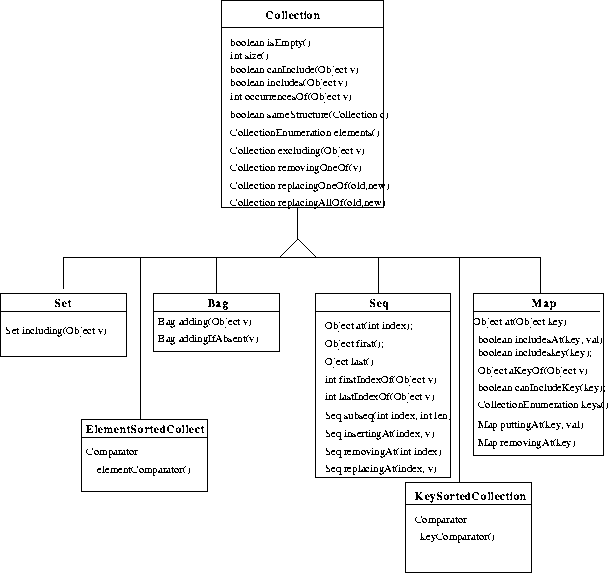 Collection
boolean isEmpty()
int size()
boolean canInclude(Object v)
boolean includes(Object v)
int occurrencesOf(Object v)
boolean sameStructure(Collection c)
CollectionEnumeration elements()
Collection excluding(Object v)
Collection removingOneOf(v)
Collection replacingOneOf(old,new)
Collection replacingAllOf(old,new)
Set
Set including(Object v)
Bag
Bag adding(Object v)
Bag addingIfAbsent(v)
Seq
Object at(int index);
Object first();
Oject last()
int firstIndexOf(Object v)
int lastIndexOf(Object v)
Seq subseq(int index, int len
Seq insertingAt(index, v)
Seq removingAt(int index)
Seq replacingAt(index, v)
Map
Object at(Object key)
boolean includesAt(key, val)
boolean includeskey(key);
Object aKeyOf(Object v)
boolean canIncludeKey(key);
CollectionEnumeration keys()
Map puttingAt(key, val)
Map removingAt(key)
ElementSortedCollect
Comparator
elementComparator()
KeySortedCollection
Comparator
keyComparator()